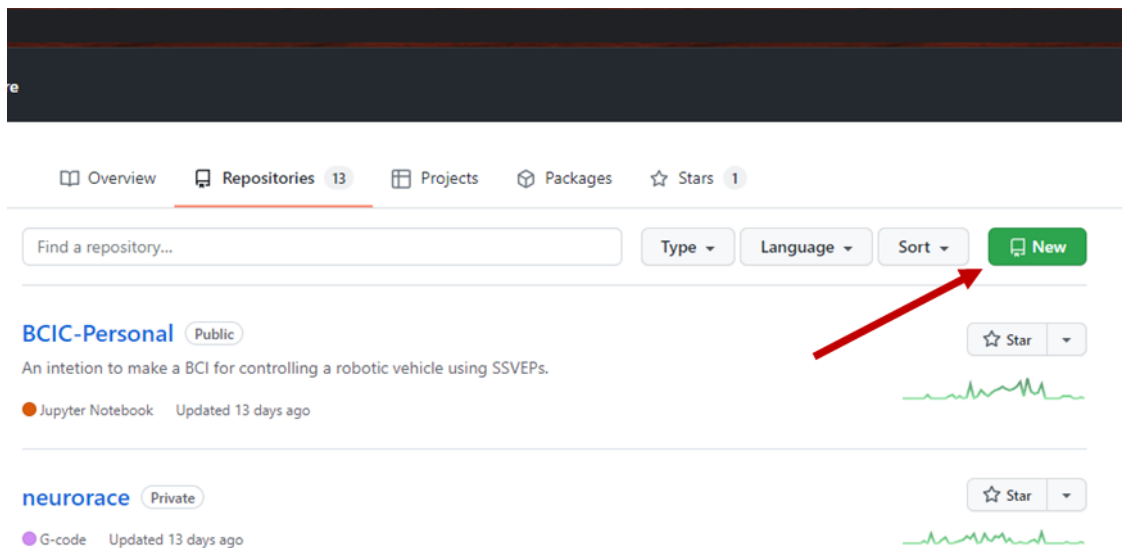 re
Overview Repositories 13 Projects Packages Stars 1
Find a repository... Type Language Sort New
BCIC-Personal Public Star
An intetion to make a BCI for controlling a robotic vehicle using SSVEPs.
Jupyter Notebook Updated 13 days ago
neurorace Private Star
G-code Updated 13 days ago